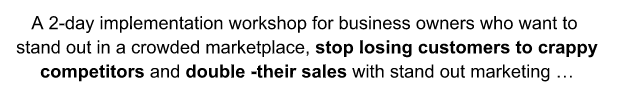 A 2-day implementation workshop for business owners who want to
stand out in a crowded marketplace, stop losing customers to crappy
competitors and double -their sales with stand out marketing …